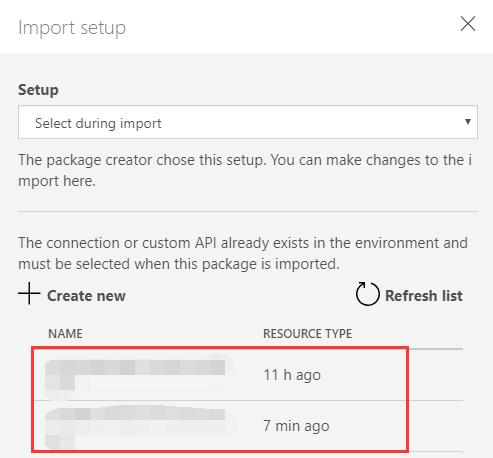 Import setup
Setup
Select during import
The package creator chose this setup. You can make changes to the i
mport here.
The connection or custom API already exists in the environment and
must be selected when this package is imported.
Create new Refresh list
NAME RESOURCE TYPE
11 h ago
7 min ago